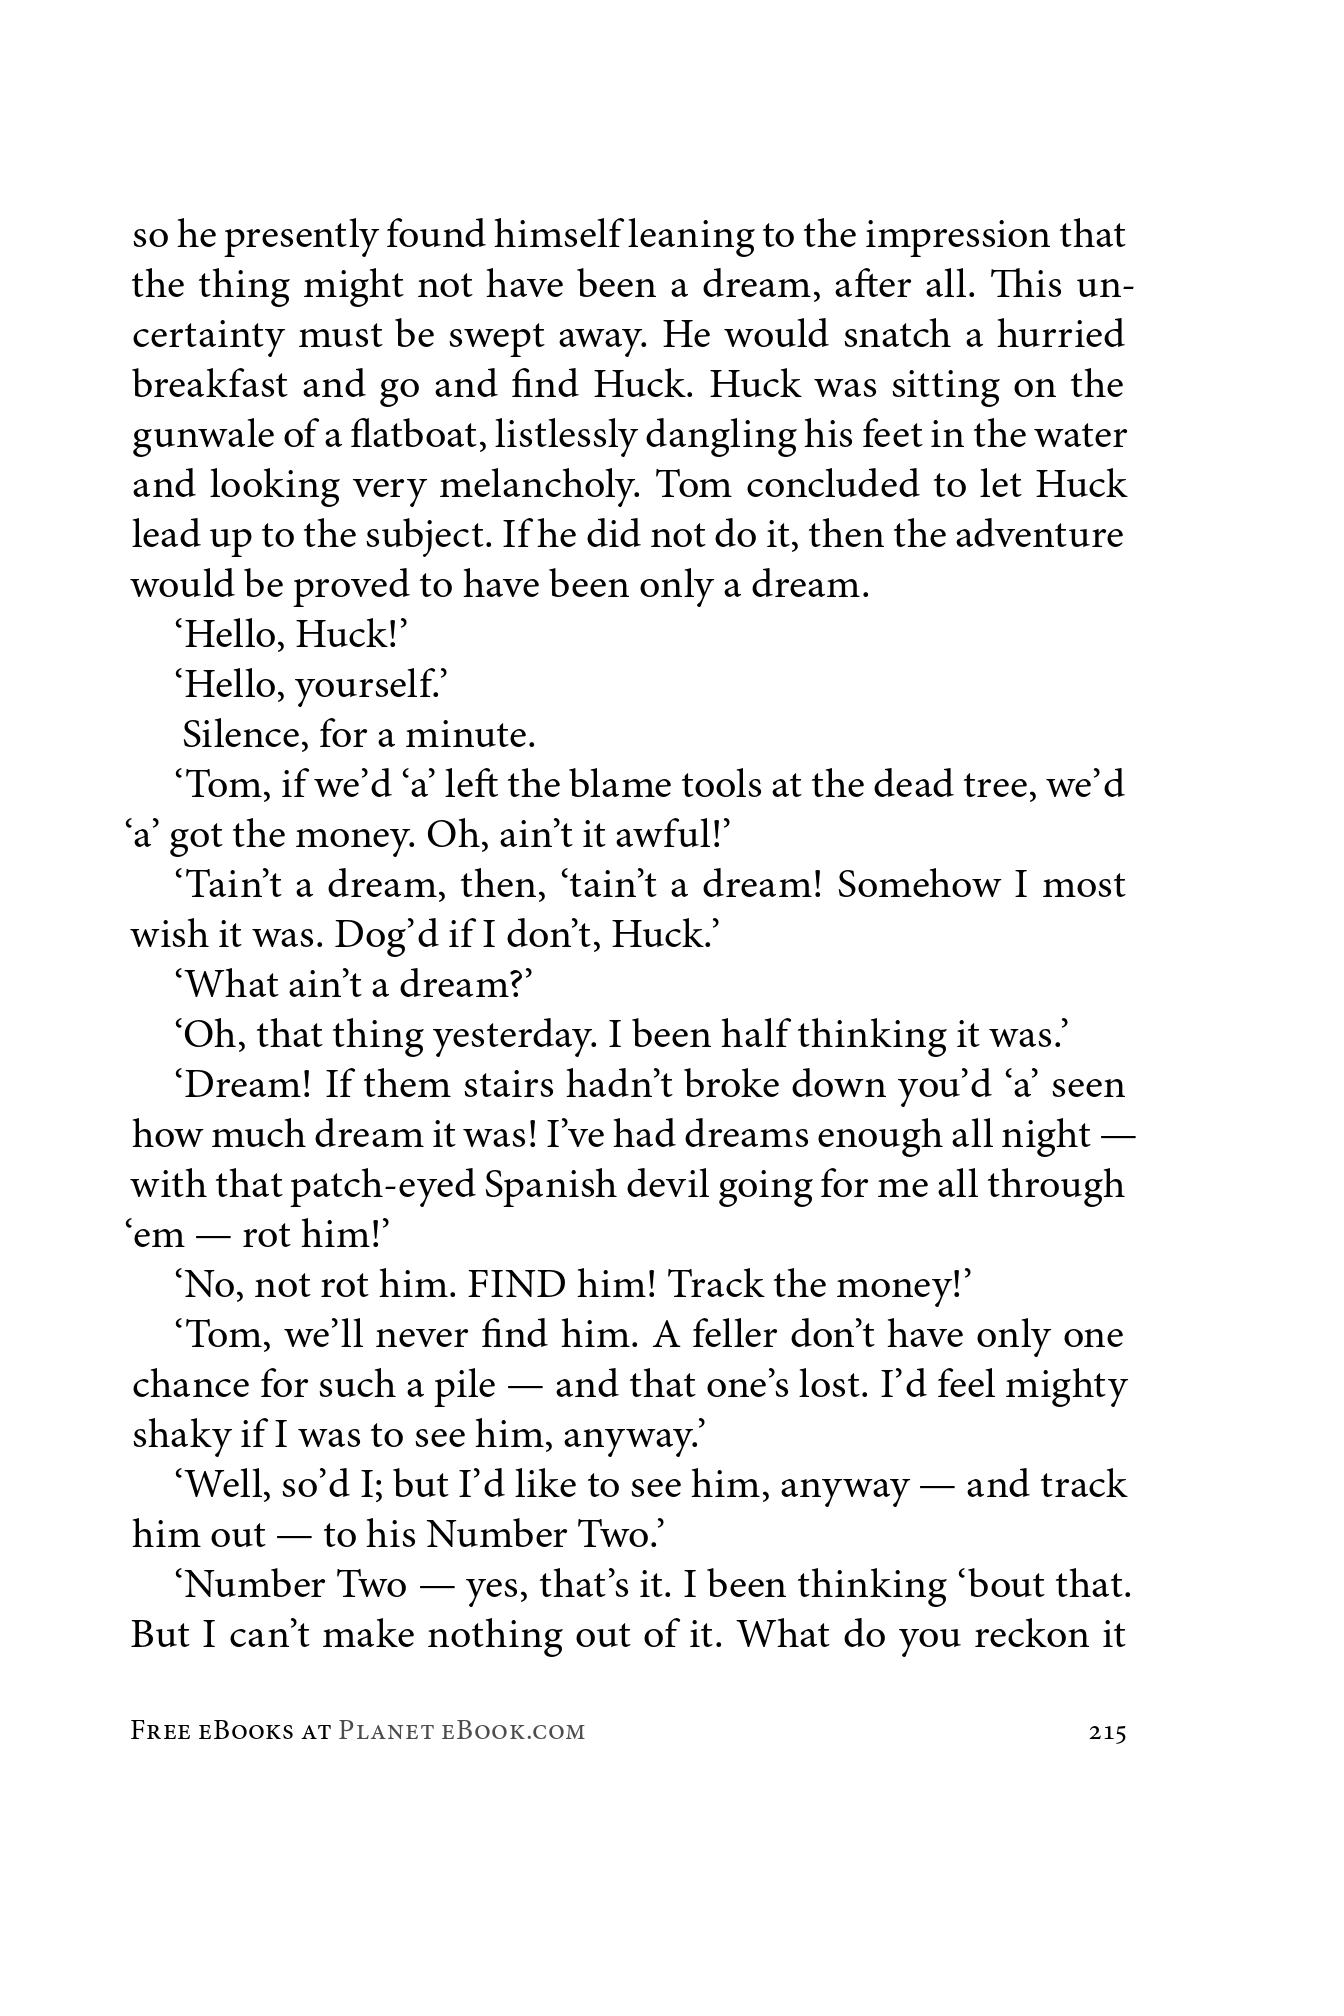 so he presently found himself leaning to the impression that
the thing might not have been a dream, after all. This un-
certainty must be swept away. He would snatch a hurried
breakfast and go and find Huck. Huck was sitting on the
gunwale of a flatboat, listlessly dangling his feet in the water
and looking very melancholy. Tom concluded to let Huck
lead up to the subject. If he did not do it, then the adventure
would be proved to have been only a dream.
‘Hello, Huck!’
‘Hello, yourself.’
Silence, for a minute.
‘Tom, if we’d ‘a’ left the blame tools at the dead tree, we’d
‘a’ got the money. Oh, ain’t it awful!’
‘Tain’t a dream, then, ‘tain’t a dream! Somehow I most
wish it was. Dog’d if I don’t, Huck.’
‘What ain’t a dream?’
‘Oh, that thing yesterday. I been half thinking it was.’
‘Dream! If them stairs hadn’t broke down you’d ‘a’ seen
how much dream it was! I’ve had dreams enough all night —
with that patch-eyed Spanish devil going for me all through
‘em — rot him!’
‘No, not rot him. FIND him! Track the money!’
‘Tom, we’ll never find him. A feller don’t have only one
chance for such a pile — and that one’s lost. I’d feel mighty
shaky if I was to see him, anyway.’
‘Well, so’d I; but I’d like to see him, anyway — and track
him out — to his Number Two.’
‘Number Two — yes, that’s it. I been thinking ‘bout that.
But I can’t make nothing out of it. What do you reckon it
Free eBooks at Planet eBook.com 215